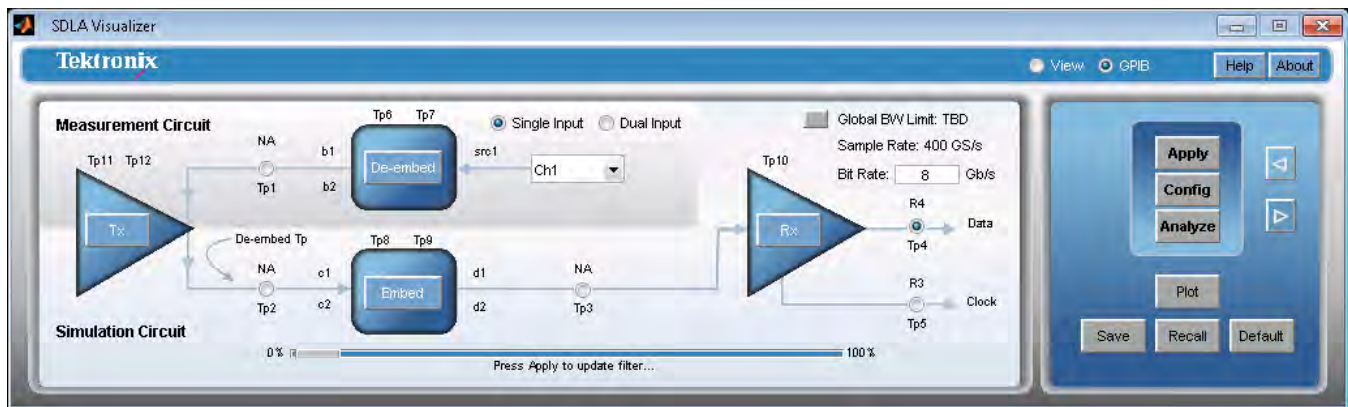 SDLA Visualizer
Tektronix
View GPIB Help About
Measurement Circuit
Tp6 Tp7
Single Input Dual Input
Global BW Limit: TBD
Sample Rate: 400 GS/s
Bit Rate: 8 Gb/s
Tp11 Tp12
NA
Tp1
b1
b2
De-embed
src1
Ch1
Tx
De-embed Tp
NA
Tp2
c1
c2
Tp8 Tp9
Embed
d1
d2
NA
Tp3
Tp10
Rx
R4
Tp4
Data
R3
Tp5
Clock
Simulation Circuit
0% 100%
Press Apply to update filter...
Apply
Config
Analyze
Plot
Save Recall Default